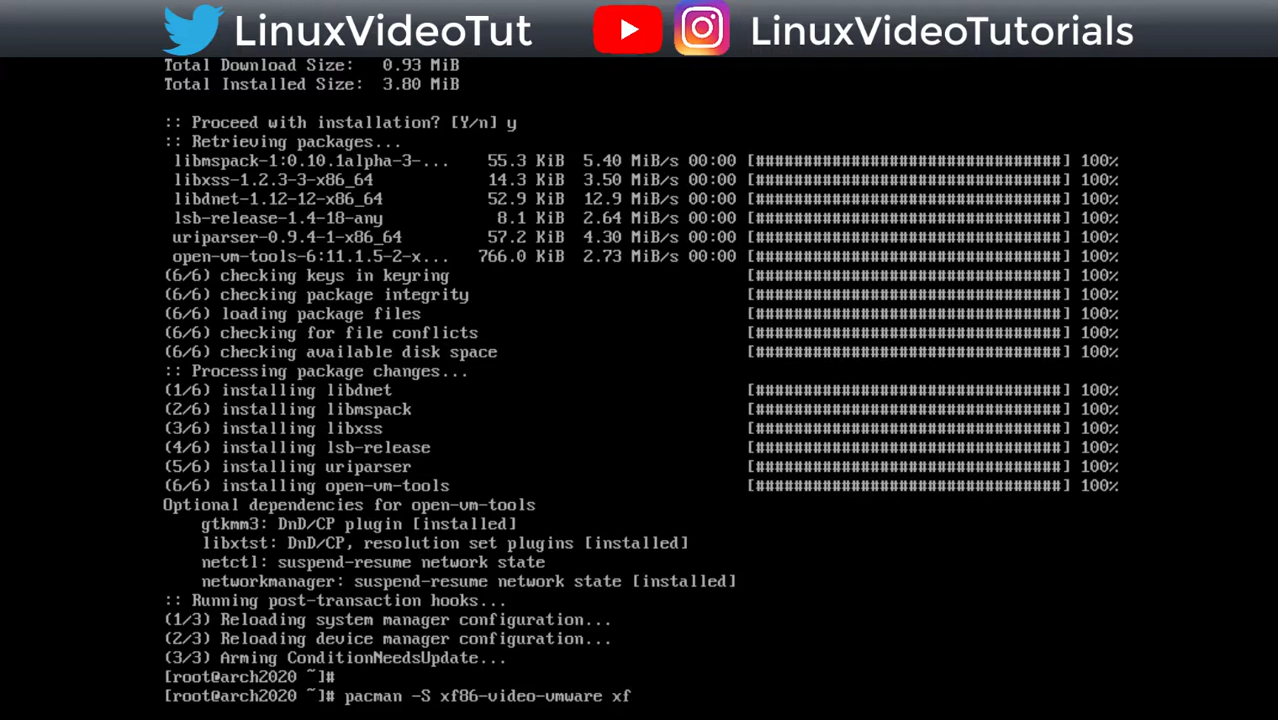 LinuxVideoTut LinuxVideoTutorials
Total Download Size:   0.93 MiB
Total Installed Size:  3.80 MiB
:: Proceed with installation? [Y/n] y
:: Retrieving packages...
libmspack-1:0.10.1alpha-3-...    55.3 KiB  5.40 MiB/s 00:00 [################################] 100%
libxss-1.2.3-3-x86_64            14.3 KiB  3.50 MiB/s 00:00 [################################] 100%
libdnet-1.12-12-x86_64           52.9 KiB  12.9 MiB/s 00:00 [################################] 100%
lsb-release-1.4-18-any            8.1 KiB  2.64 MiB/s 00:00 [################################] 100%
uriparser-0.9.4-1-x86_64         57.2 KiB  4.30 MiB/s 00:00 [################################] 100%
open-vm-tools-6:11.1.5-2-x...   766.0 KiB  2.73 MiB/s 00:00 [################################] 100%
(6/6) checking keys in keyring                              [################################] 100%
(6/6) checking package integrity                            [################################] 100%
(6/6) loading package files                                 [################################] 100%
(6/6) checking for file conflicts                           [################################] 100%
(6/6) checking available disk space                         [################################] 100%
:: Processing package changes...
(1/6) installing libdnet                                    [################################] 100%
(2/6) installing libmspack                                  [################################] 100%
(3/6) installing libxss                                     [################################] 100%
(4/6) installing lsb-release                                [################################] 100%
(5/6) installing uriparser                                  [################################] 100%
(6/6) installing open-vm-tools                              [################################] 100%
Optional dependencies for open-vm-tools
    gtkmm3: DnD/CP plugin [installed]
    libxtst: DnD/CP, resolution set plugins [installed]
    netctl: suspend-resume network state
    networkmanager: suspend-resume network state [installed]
:: Running post-transaction hooks...
(1/3) Reloading system manager configuration...
(2/3) Reloading device manager configuration...
(3/3) Arming ConditionNeedsUpdate...
[root@arch2020 ~]#
[root@arch2020 ~]# pacman -S xf86-video-vmware xf